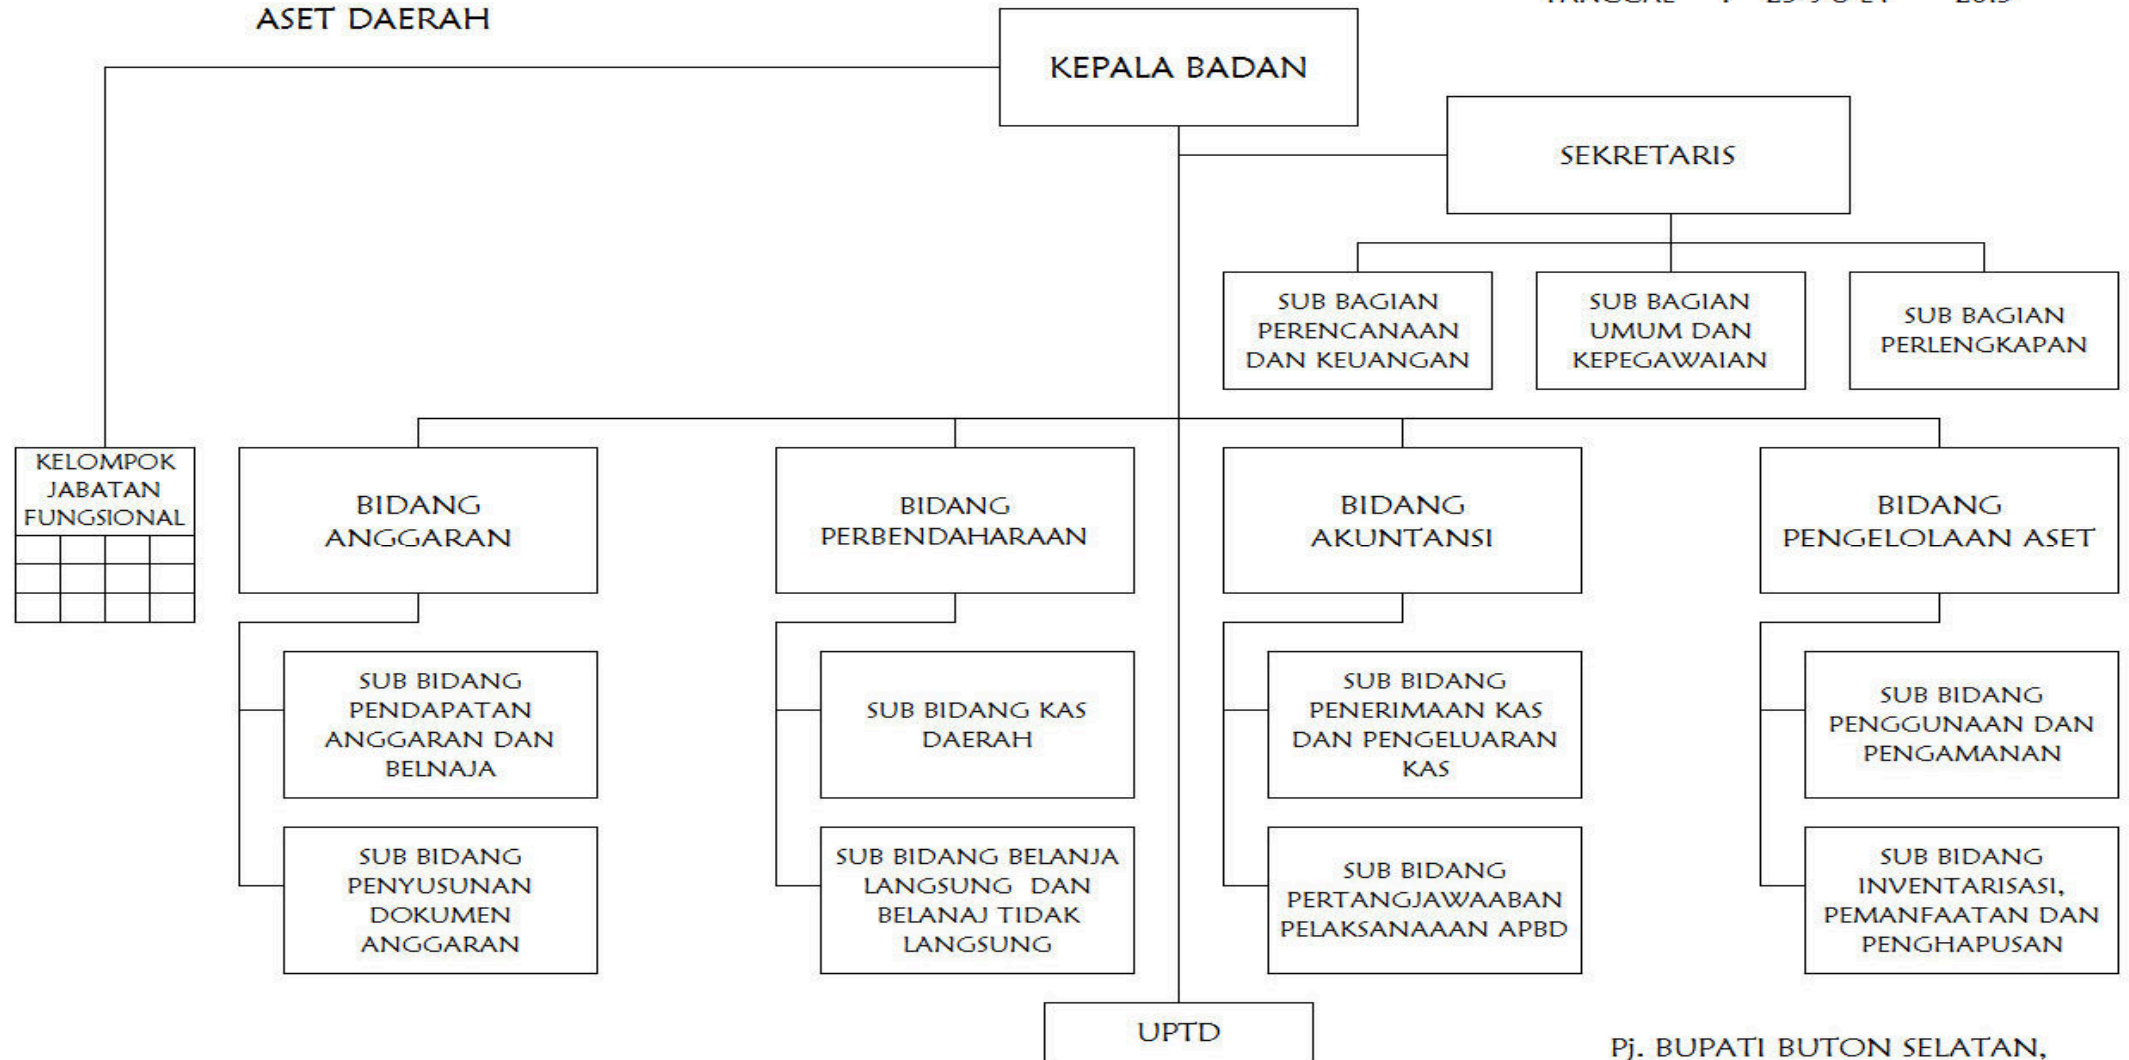 ASET DAERAH
KEPALA BADAN
SEKRETARIS
SUB BAGIAN
PERENCANAAN
DAN KEUANGAN
SUB BAGIAN
UMUM DAN
KEPEGAWAIAN
SUB BAGIAN
PERLENGKAPAN
KELOMPOK
JABATAN
FUNGSIONAL
BIDANG
ANGGARAN
BIDANG
PERBENDAHARAAN
BIDANG
AKUNTANSI
BIDANG
PENGELOLAAN ASET
SUB BIDANG
PENDAPATAN
ANGGARAN DAN
BELNAJA
SUB BIDANG KAS
DAERAH
SUB BIDANG
PENERIMAAN KAS
DAN PENGELUARAN
KAS
SUB BIDANG
PENGGUNAAN DAN
PENGAMANAN
SUB BIDANG
PENYUSUNAN
DOKUMEN
ANGGARAN
SUB BIDANG BELANJA
LANGSUNG DAN
BELANAJ TIDAK
LANGSUNG
SUB BIDANG
PERTANGJAWAABAN
PELAKSANAAAN APBD
SUB BIDANG
INVENTARISASI,
PEMANFAATAN DAN
PENGHAPUSAN
UPTD
Pj. BUPATI BUTON SELATAN,